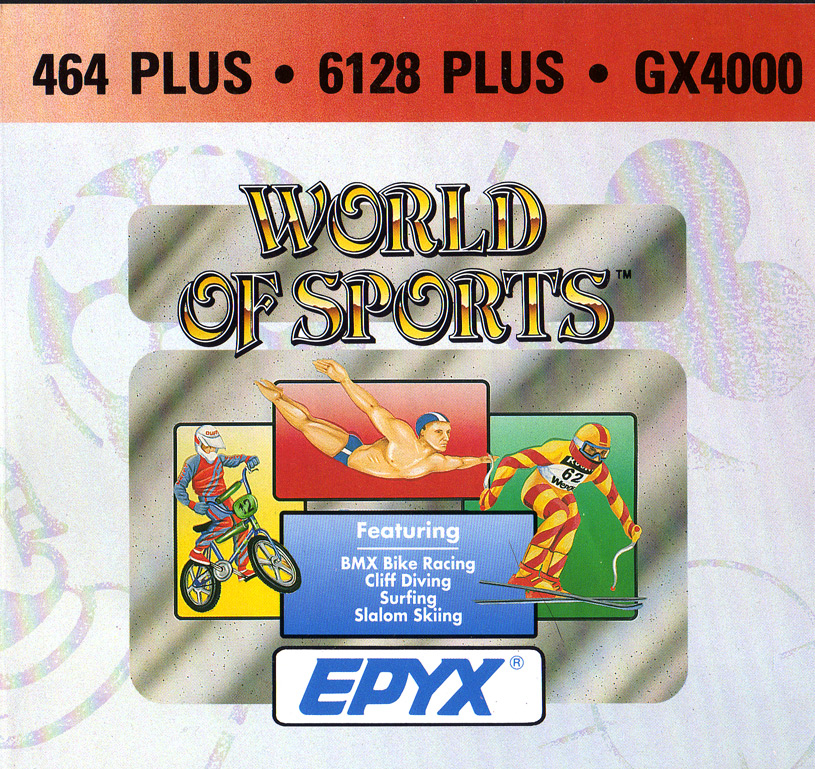 464 PLUS • 6128 PLUS • GX4000
WORLD
OF SPORTS™
62
42
Featuring
BMX Bike Racing
Cliff Diving
Surfing
Slalom Skiing
EPYX®